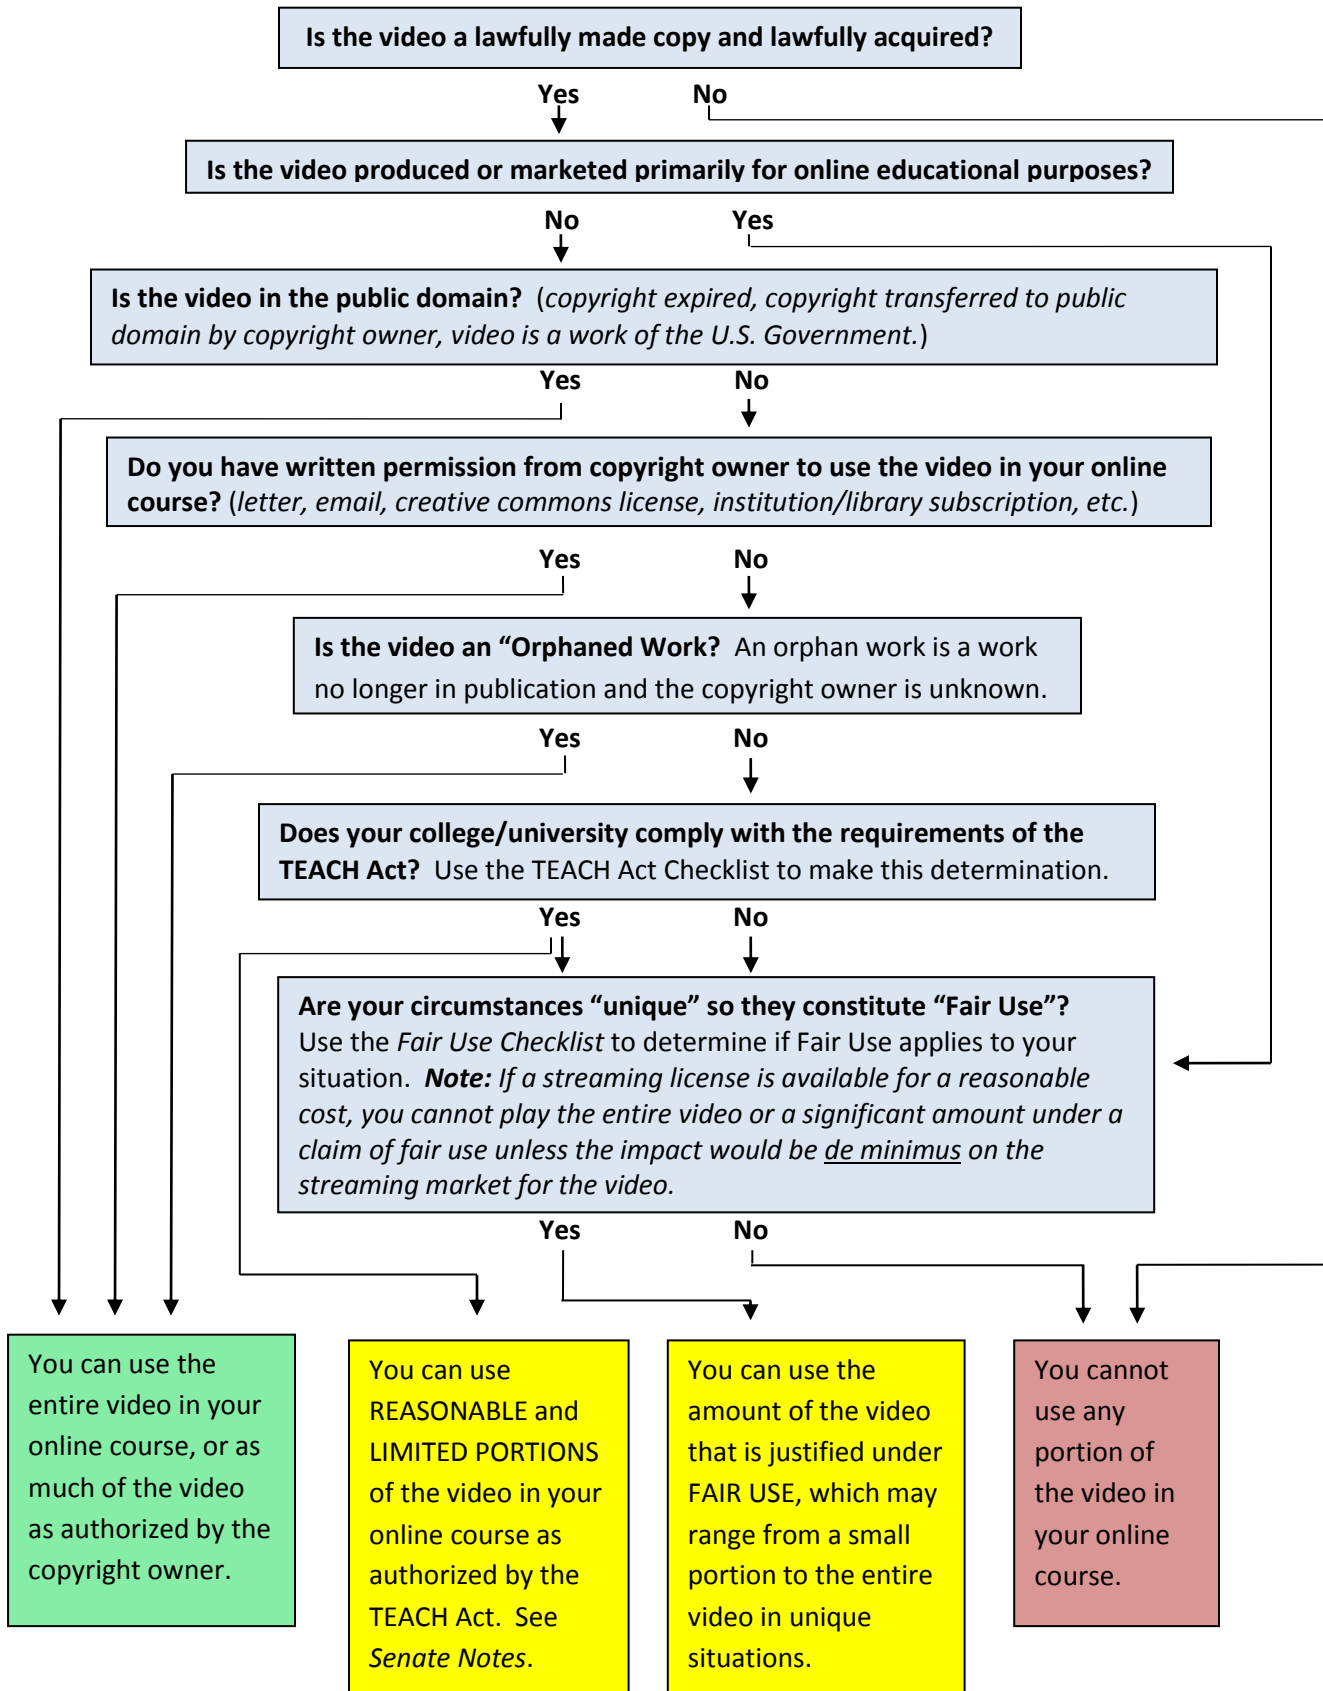 Is the video a lawfully made copy and lawfully acquired?
Yes
No
Is the video produced or marketed primarily for online educational purposes?
No
Yes
Is the video in the public domain?  (copyright expired, copyright transferred to public
domain by copyright owner, video is a work of the U.S. Government.)
Yes
No
Do you have written permission from copyright owner to use the video in your online
course? (letter, email, creative commons license, institution/library subscription, etc.)
Yes
No
Is the video an “Orphaned Work?  An orphan work is a work
no longer in publication and the copyright owner is unknown.
Yes
No
Does your college/university comply with the requirements of the
TEACH Act?  Use the TEACH Act Checklist to make this determination.
Yes
No
Are your circumstances “unique” so they constitute “Fair Use”?
Use the Fair Use Checklist to determine if Fair Use applies to your
situation.  Note: If a streaming license is available for a reasonable
cost, you cannot play the entire video or a significant amount under a
claim of fair use unless the impact would be de minimus on the
streaming market for the video.
Yes
No
You can use the
entire video in your
online course, or as
much of the video
as authorized by the
copyright owner.
You can use
REASONABLE and
LIMITED PORTIONS
of the video in your
online course as
authorized by the
TEACH Act.  See
Senate Notes.
You can use the
amount of the video
that is justified under
FAIR USE, which may
range from a small
portion to the entire
video in unique
situations.
You cannot
use any
portion of
the video in
your online
course.